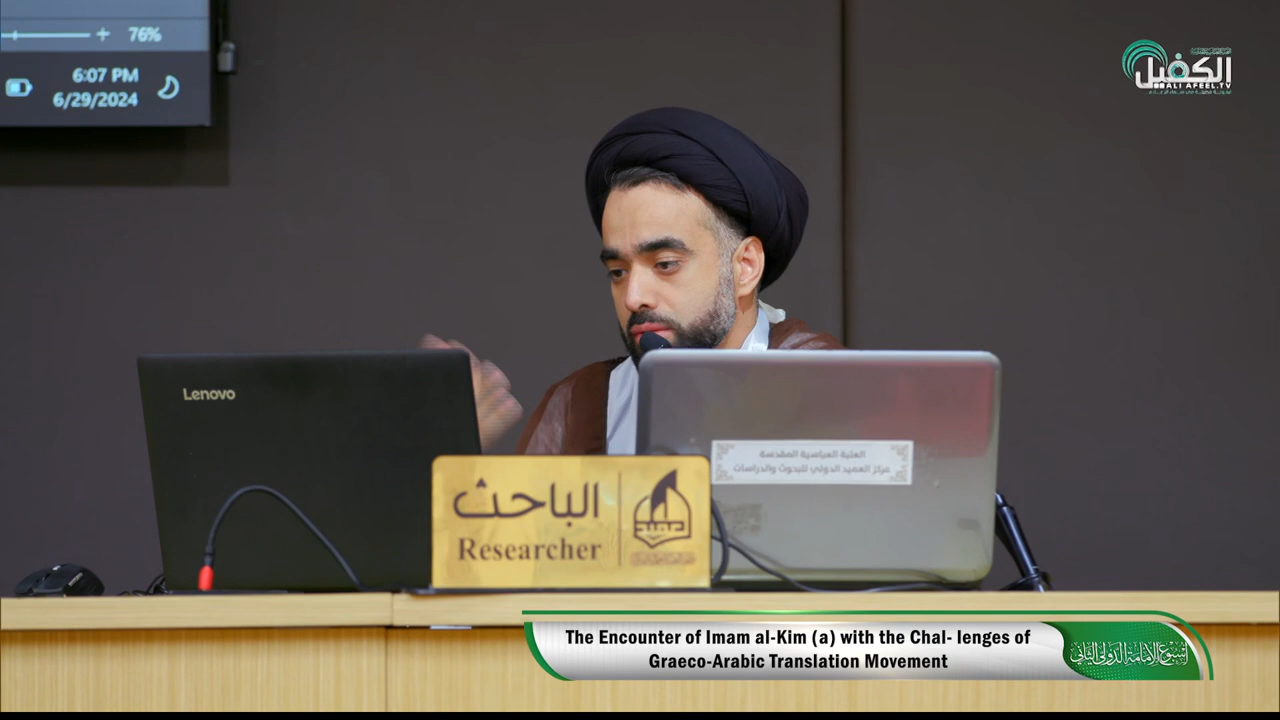 76%
6:07 PM
6/29/2024
الكفيل
ALI AFEEL.TV
Lenovo
العتبة العباسية المقدسة
مركز العميد الدولي للبحوث والدراسات
الباحث
Researcher
عميد
The Encounter of Imam al-Kim (a) with the Chal- lenges of
Graeco-Arabic Translation Movement
أسبوع الإمامة الدولي الثاني